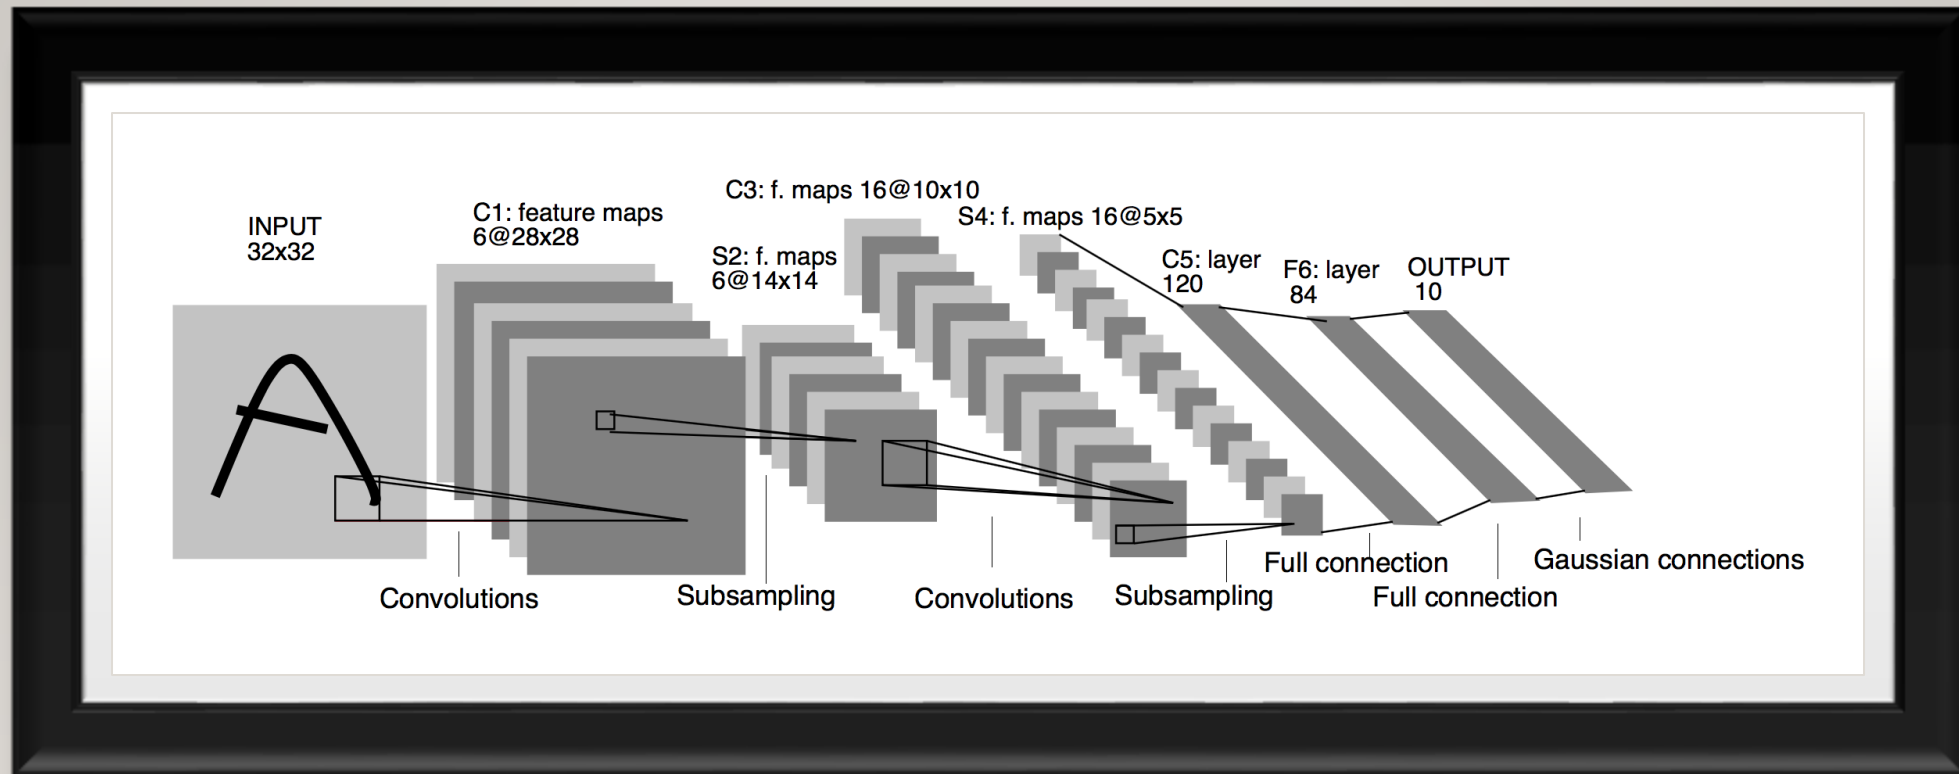 INPUT
32x32
C1: feature maps
6@28x28
S2: f. maps
6@14x14
C3: f. maps 16@10x10
S4: f. maps 16@5x5
C5: layer
120
F6: layer
84
OUTPUT
10
Convolutions
Subsampling
Convolutions
Subsampling
Full connection
Full connection
Gaussian connections